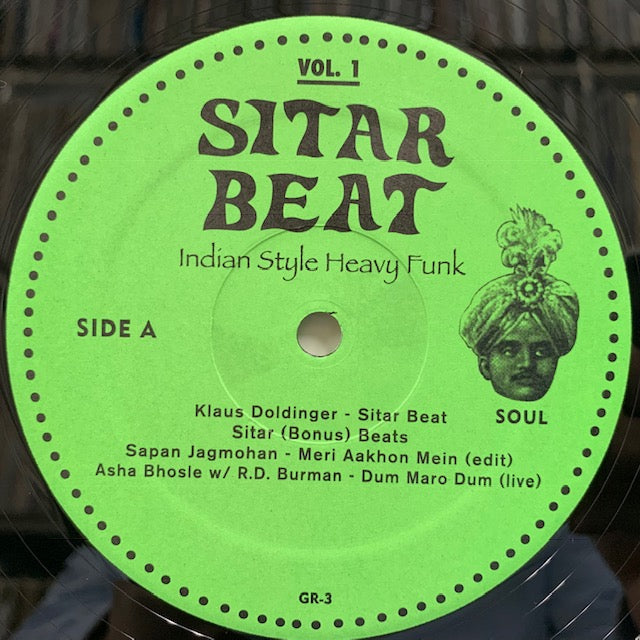 VOL. 1
SITAR
BEAT
Indian Style Heavy Funk
SIDE A
SOUL
Klaus Doldinger - Sitar Beat
Sitar (Bonus) Beats
Sapan Jagmohan - Meri Aakhon Mein (edit)
Asha Bhosle w/ R.D. Burman - Dum Maro Dum (live)
GR-3